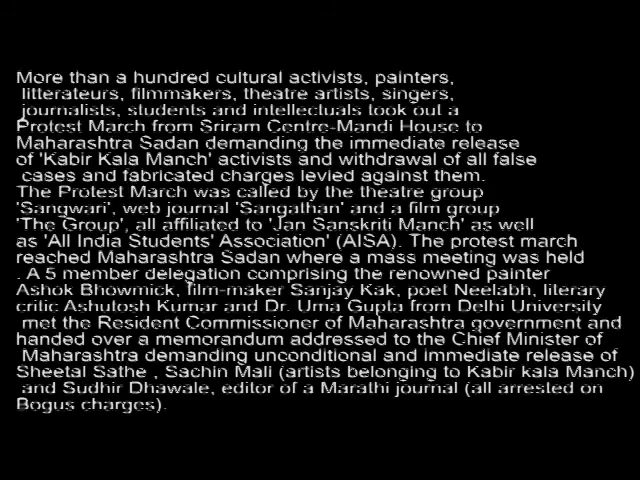 More than a hundred cultural activists, painters,
litterateurs, filmmakers, theatre artists, singers,
journalists, students and intellectuals took out a
Protest March from Sriram Centre-Mandi House to
Maharashtra Sadan demanding the immediate release
of 'Kabir Kala Manch' activists and withdrawal of all false
cases and fabricated charges levied against them.
The Protest March was called by the theatre group
'Sangwari', web journal 'Sangathan' and a film group
'The Group', all affiliated to 'Jan Sanskriti Manch' as well
as 'All India Students' Association' (AISA). The protest march
reached Maharashtra Sadan where a mass meeting was held
. A 5 member delegation comprising the renowned painter
Ashok Bhowmick, film-maker Sanjay Kak, poet Neelabh, literary
critic Ashutosh Kumar and Dr. Uma Gupta from Delhi University
met the Resident Commissioner of Maharashtra government and
handed over a memorandum addressed to the Chief Minister of
Maharashtra demanding unconditional and immediate release of
Sheetal Sathe , Sachin Mali (artists belonging to Kabir kala Manch)
and Sudhir Dhawale, editor of a Marathi journal (all arrested on
Bogus charges).